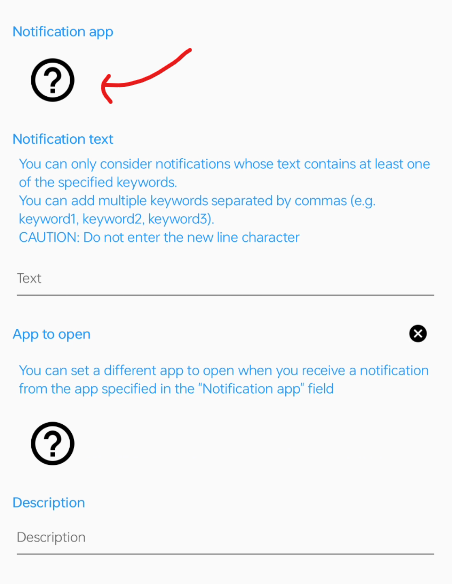 Notification app
Notification text
You can only consider notifications whose text contains at least one
of the specified keywords.
You can add multiple keywords separated by commas (e.g.
keyword1, keyword2, keyword3).
CAUTION: Do not enter the new line character
Text
App to open
You can set a different app to open when you receive a notification
from the app specified in the "Notification app" field
Description
Description